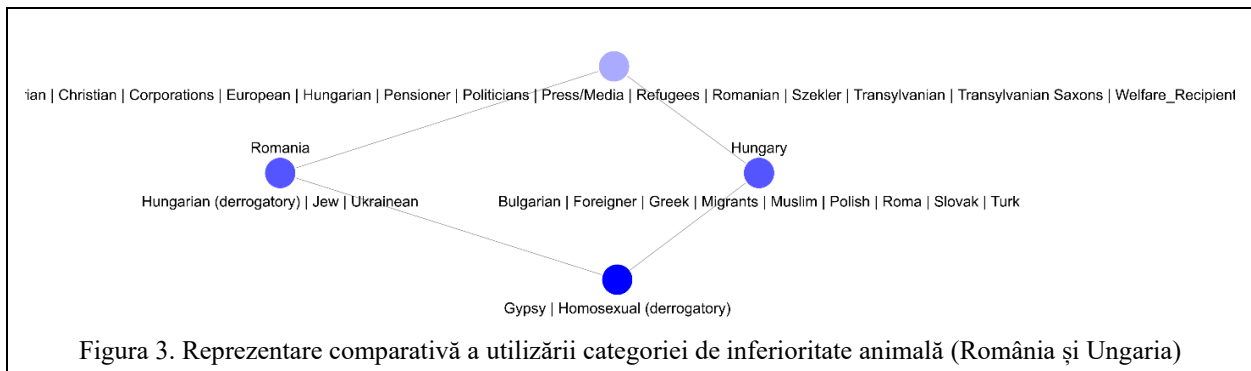 rian | Christian | Corporations | European | Hungarian | Pensioner | Politicians | Press/Media | Refugees | Romanian | Szekler | Transylvanian | Transylvanian Saxons | Welfare_Recipient
Romania
Hungary
Hungarian (derrogatory) | Jew | Ukrainean
Bulgarian | Foreigner | Greek | Migrants | Muslim | Polish | Roma | Slovak | Turk
Gypsy | Homosexual (derrogatory)
Figura 3. Reprezentare comparativă a utilizării categoriei de inferioritate animală (România și Ungaria)